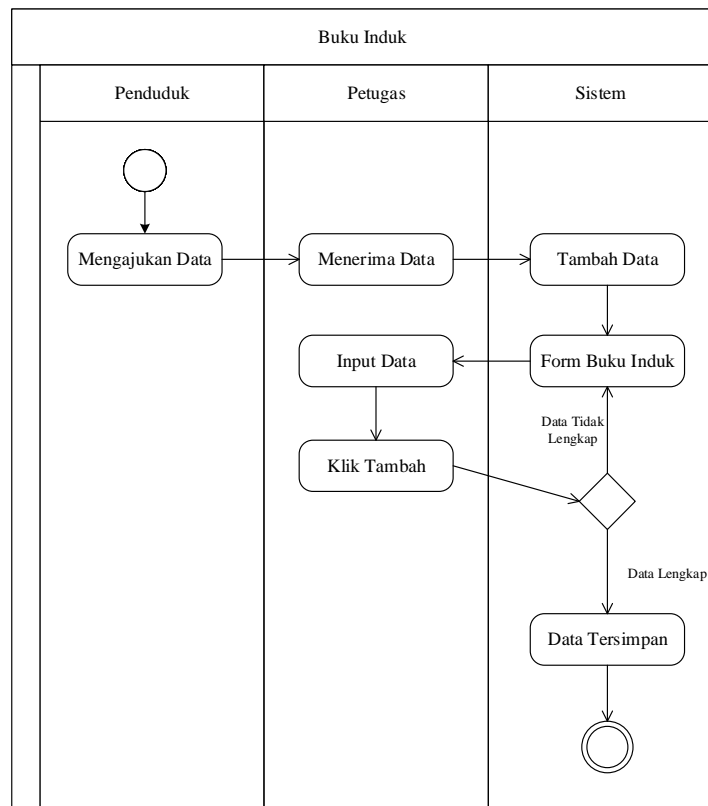 Buku Induk
Penduduk
Petugas
Sistem
Mengajukan Data
Menerima Data
Tambah Data
Input Data
Form Buku Induk
Data Tidak
Lengkap
Klik Tambah
Data Lengkap
Data Tersimpan